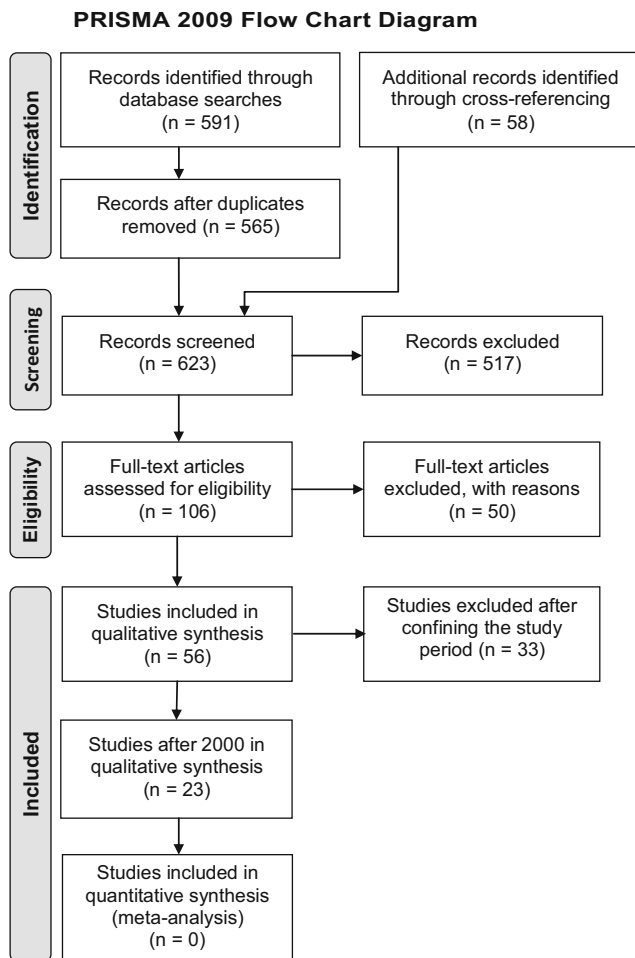 PRISMA 2009 Flow Chart Diagram
Identification
Records identified through
database searches
(n = 591)
Additional records identified
through cross-referencing
(n = 58)
Records after duplicates
removed (n = 565)
Screening
Records screened
(n = 623)
Records excluded
(n = 517)
Eligibility
Full-text articles
assessed for eligibility
(n = 106)
Full-text articles
excluded, with reasons
(n = 50)
Included
Studies included in
qualitative synthesis
(n = 56)
Studies excluded after
confining the study
period (n = 33)
Studies after 2000 in
qualitative synthesis
(n = 23)
Studies included in
quantitative synthesis
(meta-analysis)
(n = 0)